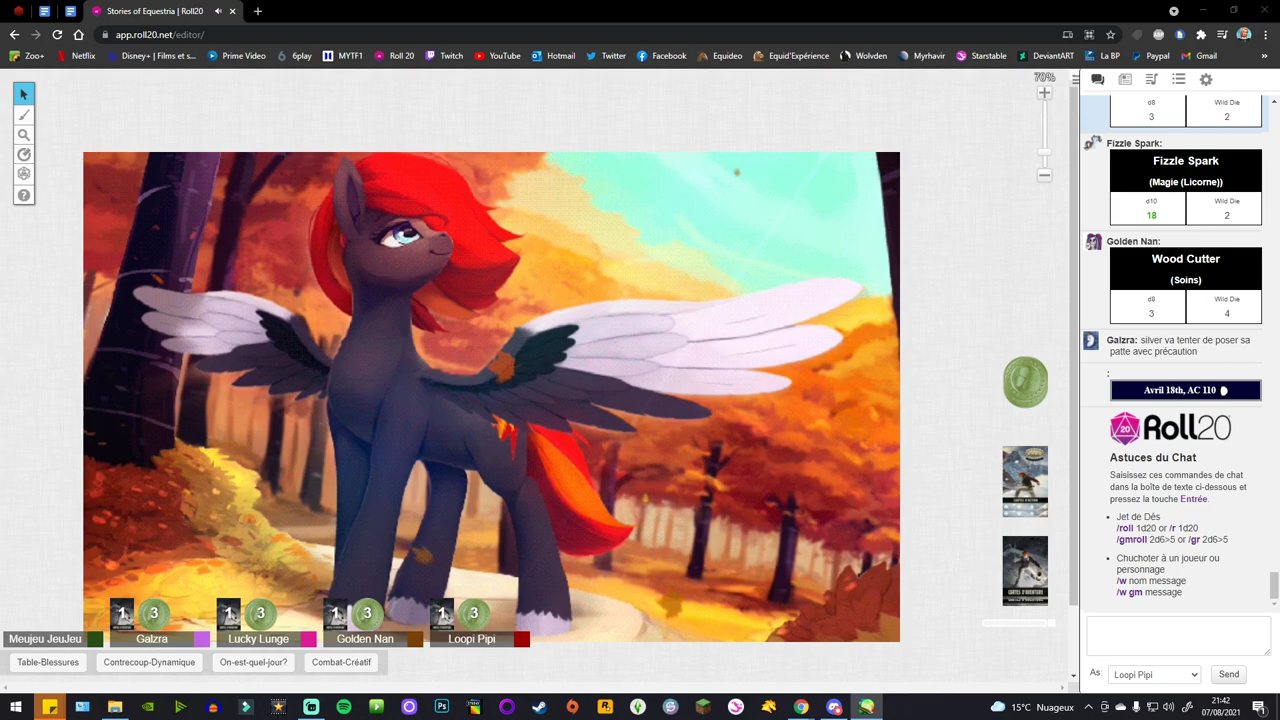 Stories of Equestria | Roll20
app.roll20.net/editor/
Zoo+
Netflix
Disney+ | Films et s...
Prime Video
6play
MYTF1
Roll 20
Twitch
YouTube
Hotmail
Twitter
Facebook
Equideo
Equid'Expérience
Wolvden
Myrhavir
Starstable
DeviantART
La BP
Paypal
Gmail
70%
d8
Wild Die
3
2
Fizzle Spark:
Fizzle Spark
(Magie (Licorne))
d10
Wild Die
18
2
Golden Nan:
Wood Cutter
(Soins)
d8
Wild Die
3
4
Galzra: silver va tenter de poser sa
patte avec précaution
:
Avril 18th, AC 110
20
Roll20
Astuces du Chat
Saisissez ces commandes de chat
dans la boîte de texte ci-dessous et
pressez la touche Entrée.
• Jet de Dés
/roll 1d20 or /r 1d20
/gmroll 2d6>5 or /gr 2d6>5
• Chuchoter à un joueur ou
personnage
/w nom message
/w gm message
As:
Loopi Pipi
Send
1 3
1 3
1 3
1 3
Meujeu JeuJeu
Galzra
Lucky Lunge
Golden Nan
Loopi Pipi
Table-Blessures
Contrecoup-Dynamique
On-est-quel-jour?
Combat-Créatif
15°C Nuageux
21:42
07/08/2021